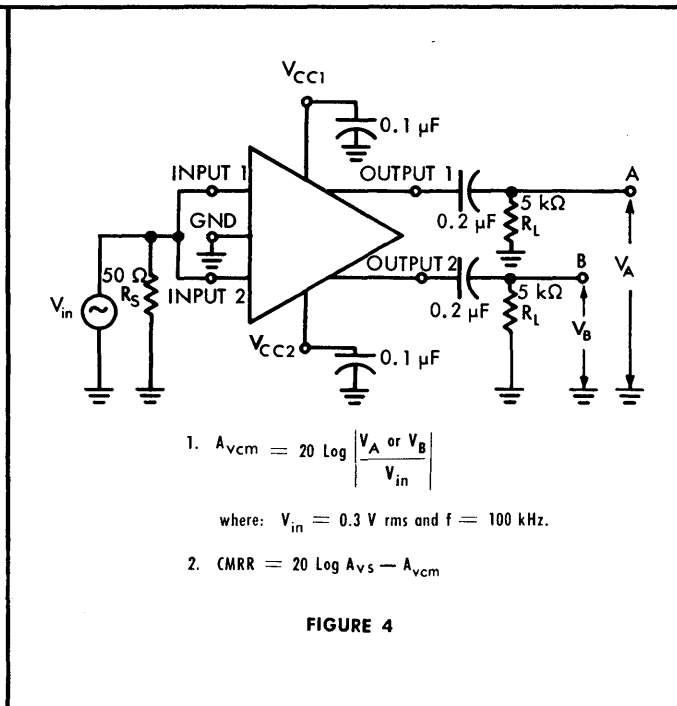 VCC1
0.1 µF
INPUT 1
OUTPUT 1
A
GND
0.2 µF
5 kΩ
RL
50 Ω
RS
INPUT 2
OUTPUT 2
B
VA
Vin
0.2 µF
5 kΩ
RL
VB
VCC2
0.1 µF
1. Avcm = 20 Log |VA or VB / Vin|
where: Vin = 0.3 V rms and f = 100 kHz.
2. CMRR = 20 Log Avs — Avcm
FIGURE 4